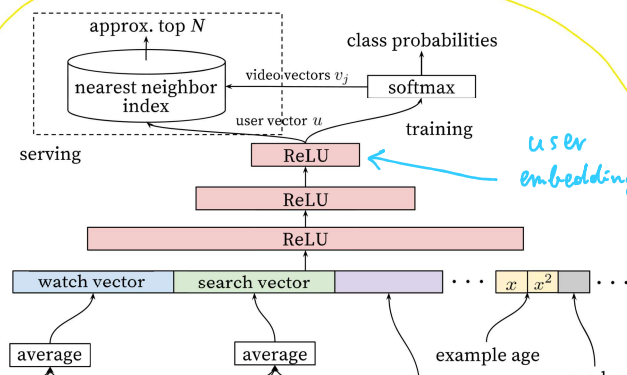 approx. top N
class probabilities
nearest neighbor
index
video vectors vⱼ
softmax
user vector u
training
serving
ReLU
user
embedding
ReLU
ReLU
watch vector
search vector
...
x
x²
...
average
average
example age